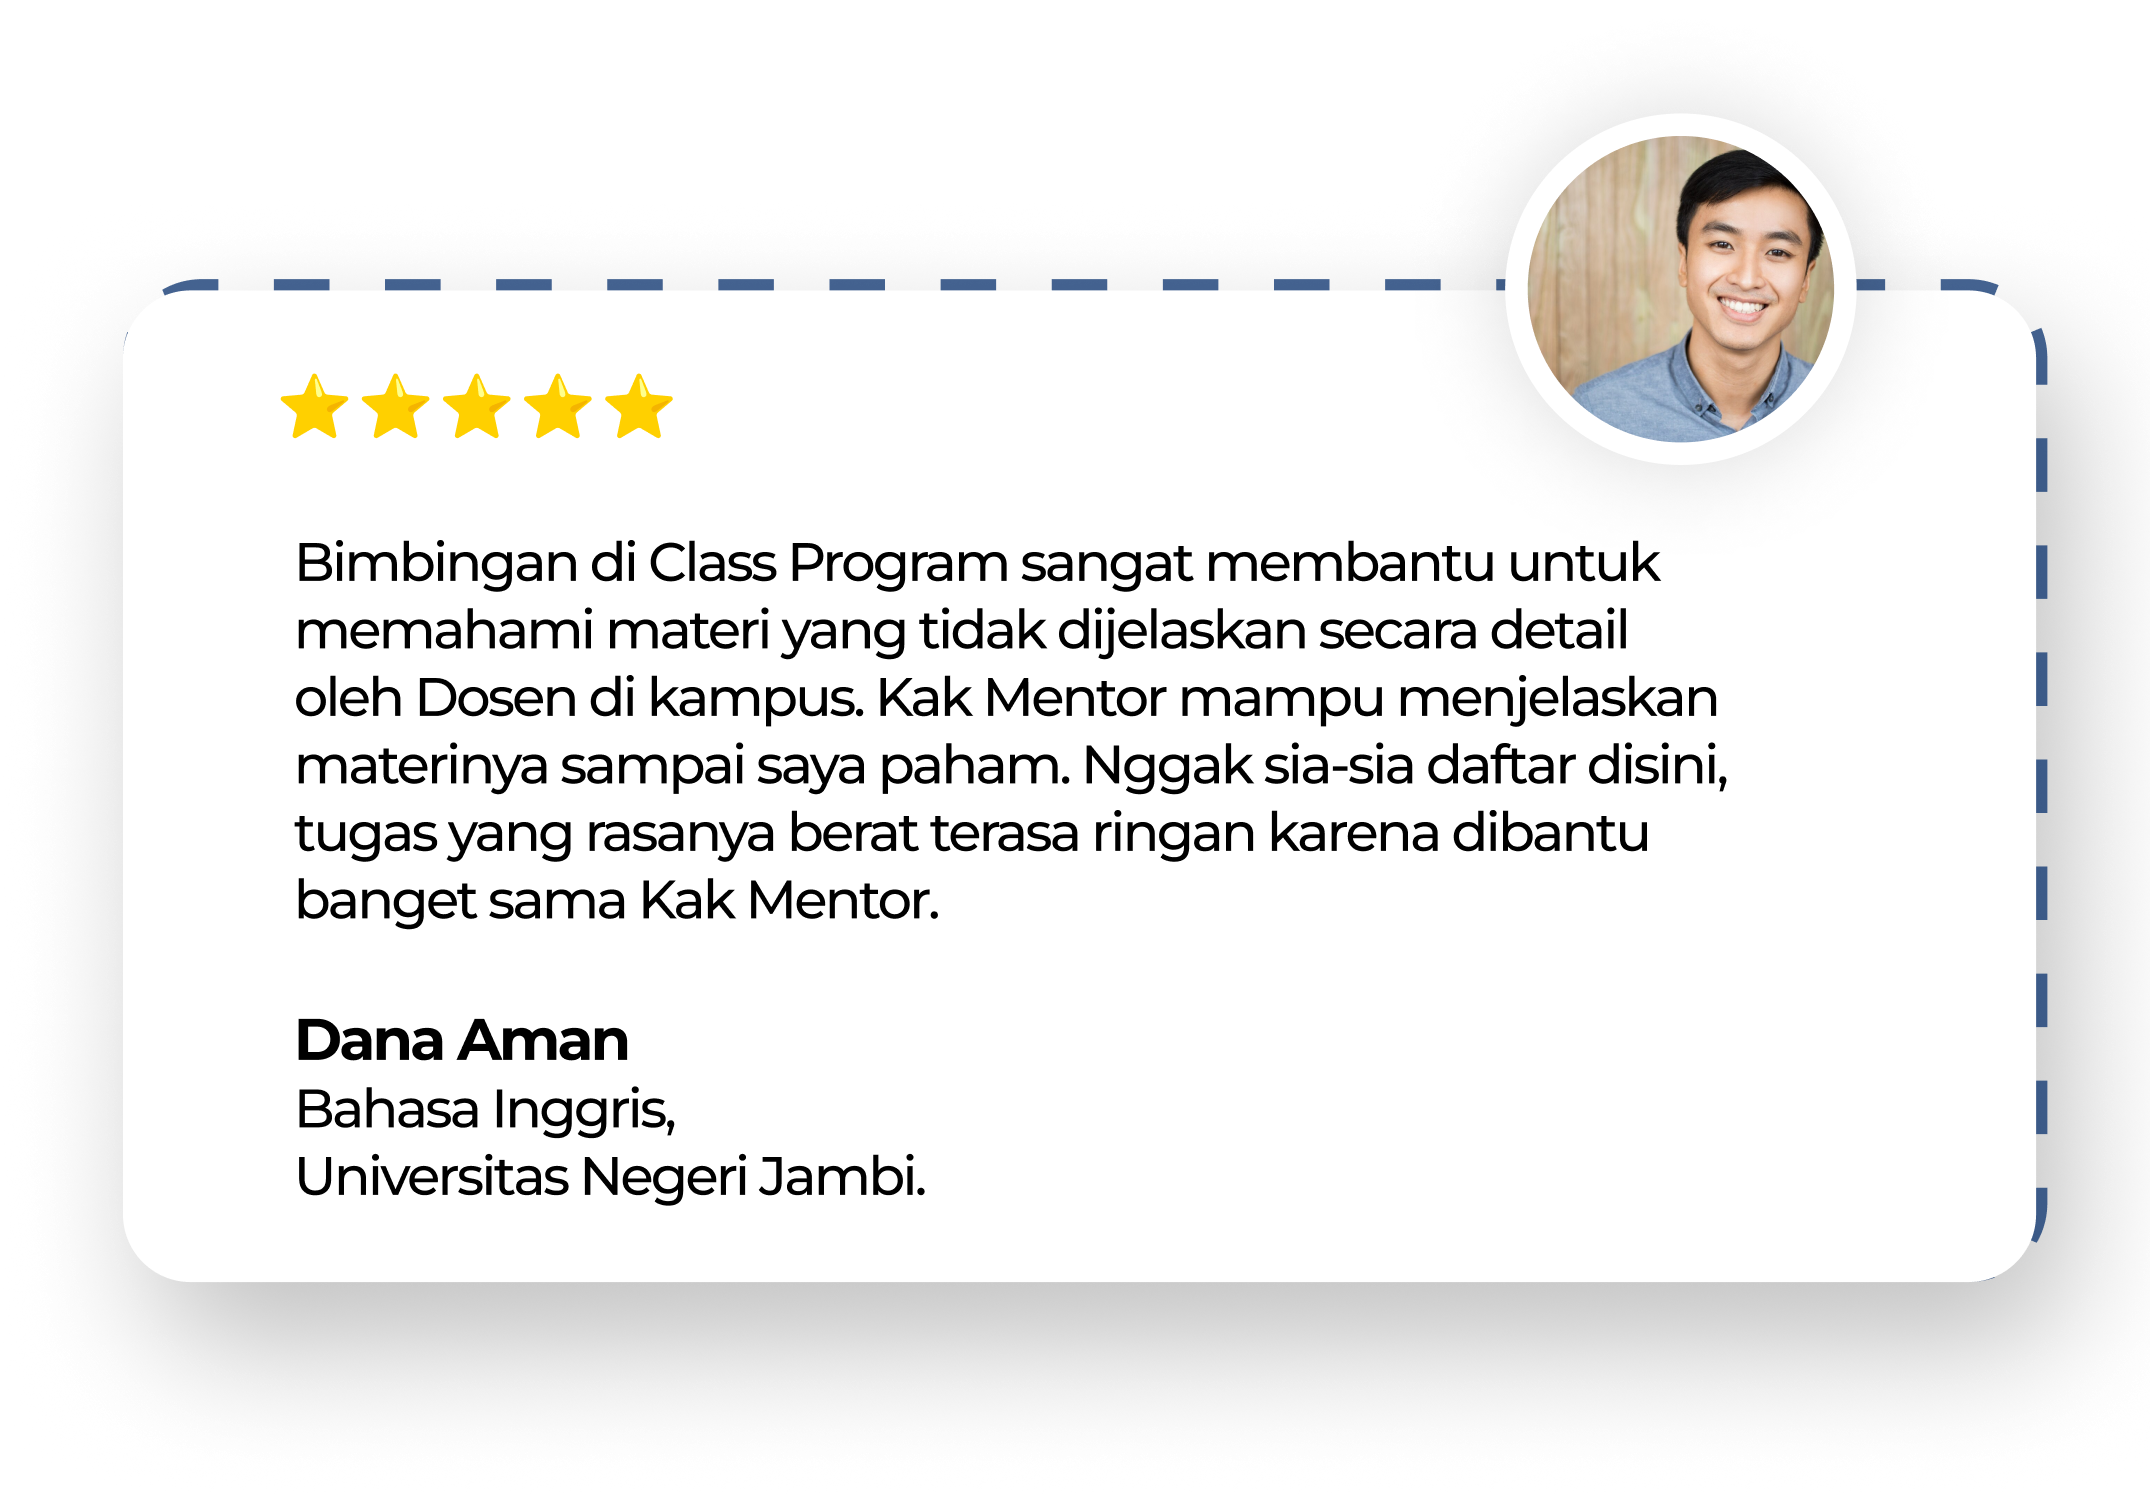 Bimbingan di Class Program sangat membantu untuk
memahami materi yang tidak dijelaskan secara detail
oleh Dosen di kampus. Kak Mentor mampu menjelaskan
materinya sampai saya paham. Nggak sia-sia daftar disini,
tugas yang rasanya berat terasa ringan karena dibantu
banget sama Kak Mentor.
Dana Aman
Bahasa Inggris,
Universitas Negeri Jambi.